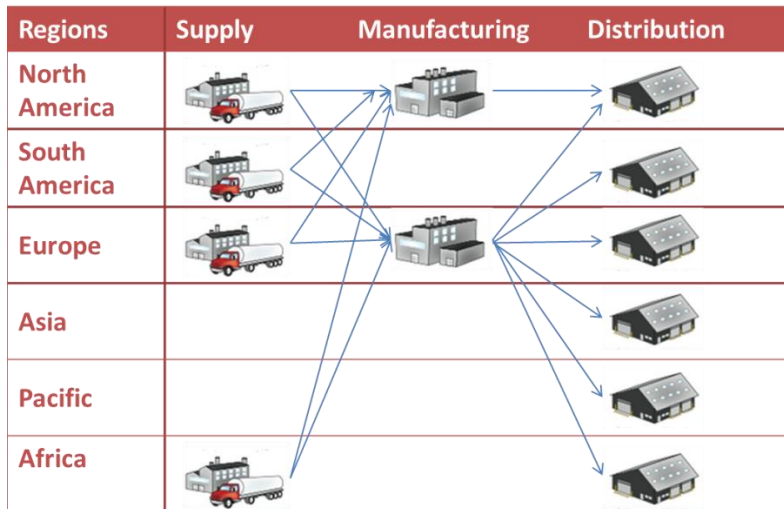 Regions Supply Manufacturing Distribution
North
America
South
America
Europe
Asia
Pacific
Africa